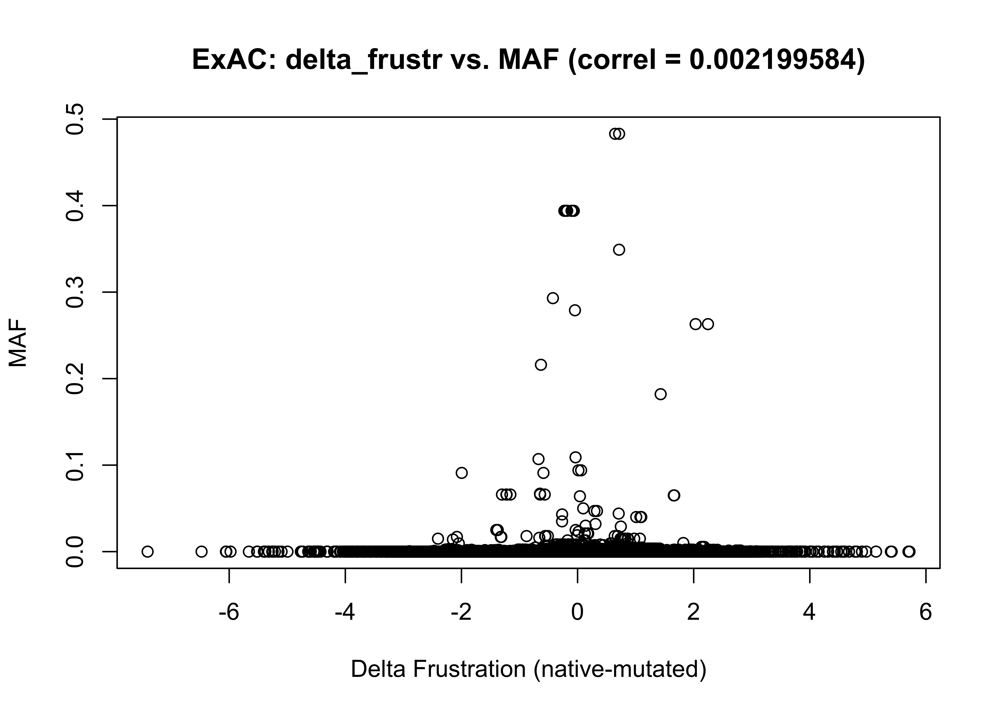 ExAC: delta_frustr vs. MAF (correl = 0.002199584)
MAF
0.5
0.4
0.3
0.2
0.1
0.0
-6 -4 -2 0 2 4 6
Delta Frustration (native-mutated)